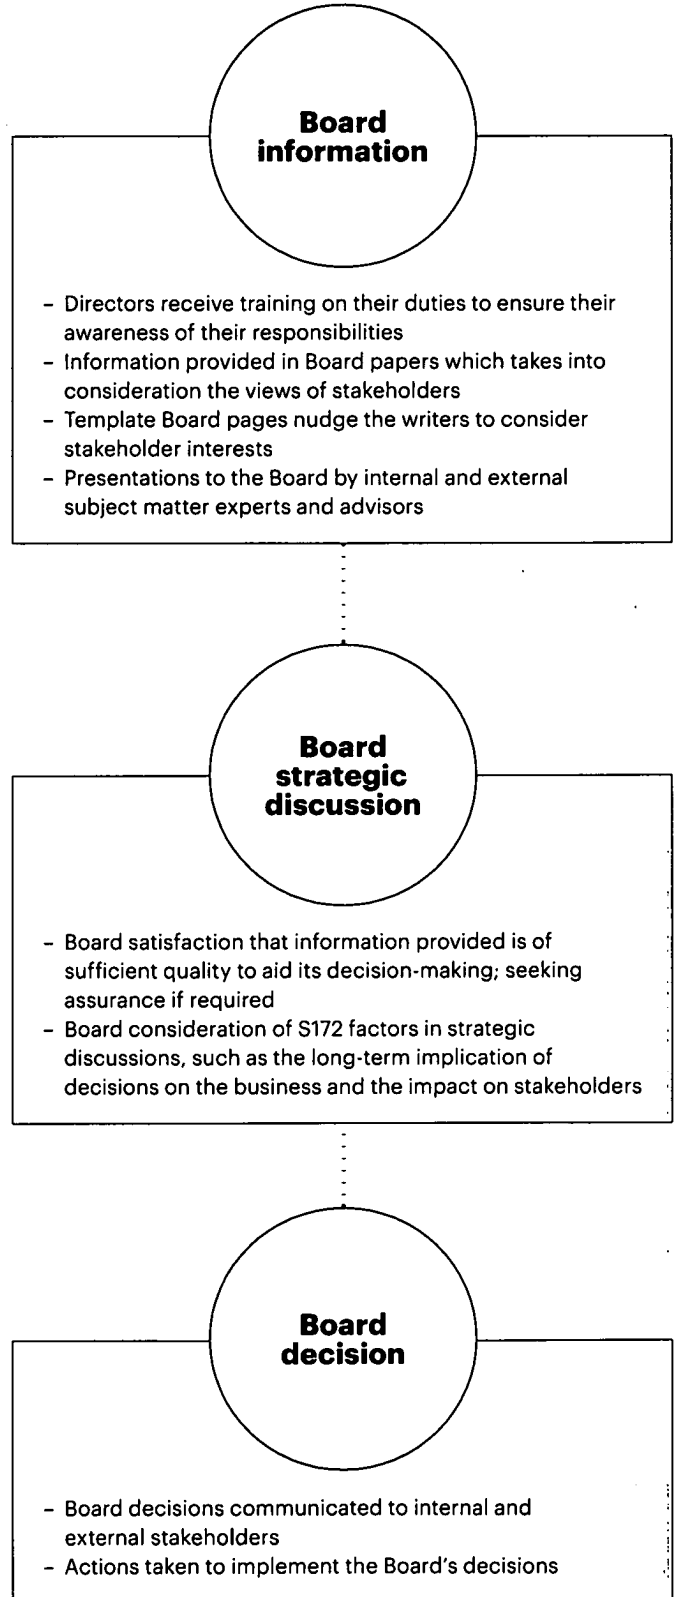 Board
information
– Directors receive training on their duties to ensure their
awareness of their responsibilities
– Information provided in Board papers which takes into
consideration the views of stakeholders
– Template Board pages nudge the writers to consider
stakeholder interests
– Presentations to the Board by internal and external
subject matter experts and advisors
Board
strategic
discussion
– Board satisfaction that information provided is of
sufficient quality to aid its decision-making; seeking
assurance if required
– Board consideration of S172 factors in strategic
discussions, such as the long-term implication of
decisions on the business and the impact on stakeholders
Board
decision
– Board decisions communicated to internal and
external stakeholders
– Actions taken to implement the Board's decisions